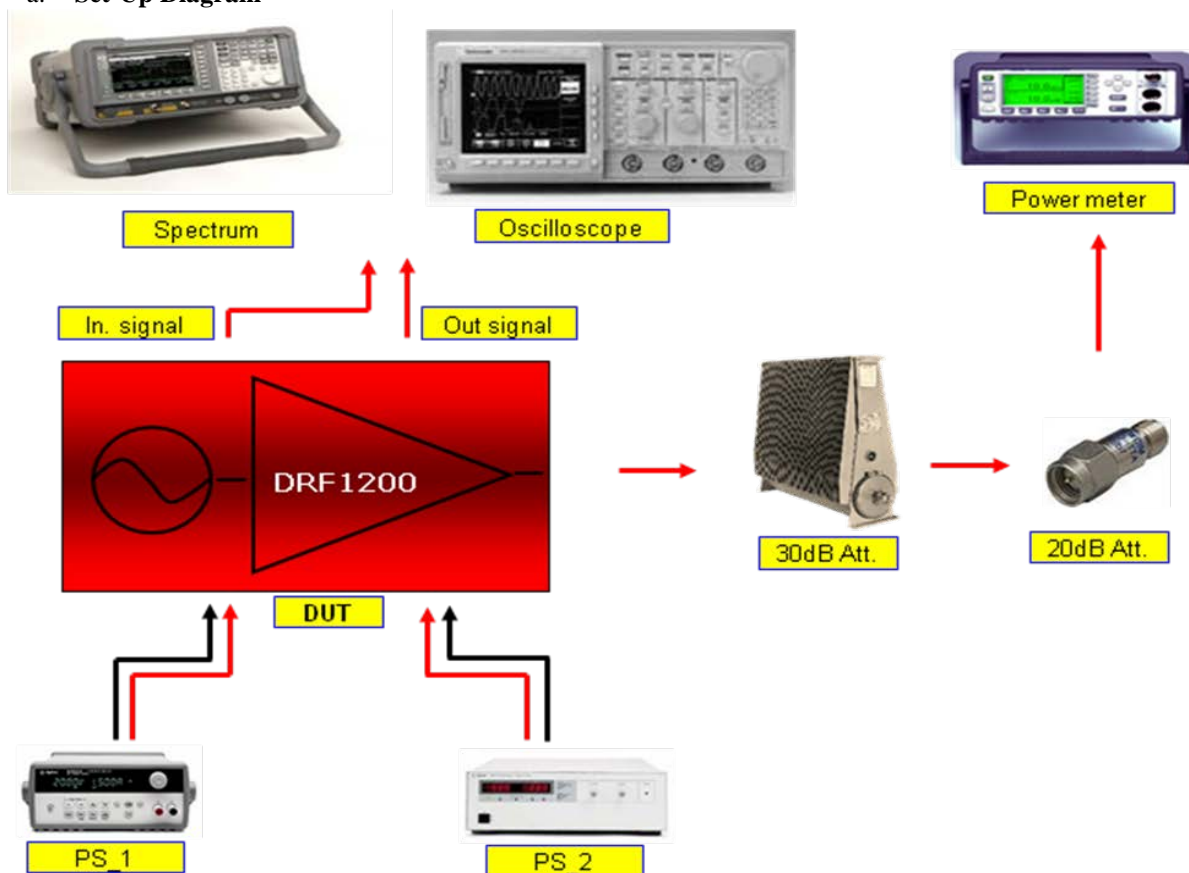 a. Set-Up Diagram
Spectrum
Oscilloscope
Power meter
In. signal
Out signal
DRF1200
30dB Att.
20dB Att.
DUT
PS_1
PS_2